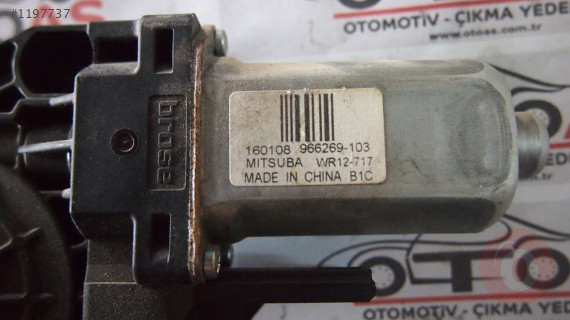 #1197737
OTOMOTİV - ÇIKMA YEDE
www.otoas.com
brose
160108 966269-103
MITSUBA WR12-717
MADE IN CHINA B1C
OTOAS
OTOMOTİV - ÇIKMA YEDE